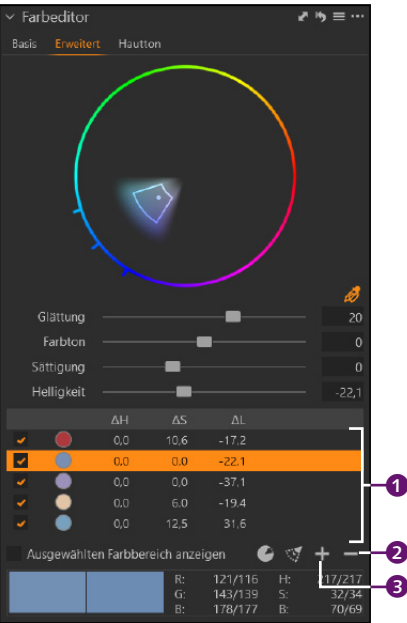 Farbeditor
Basis Erweitert Hautton
Glättung 20
Farbton 0
Sättigung 0
Helligkeit -22,1
ΔH ΔS ΔL
0,0 10,6 -17,2
0,0 0,0 -22,1
0,0 0,0 -37,1
0,0 6,0 -19,4
0,0 12,5 31,6
1
Ausgewählten Farbbereich anzeigen
2
3
R: 121/116 H: 217/217
G: 143/139 S: 32/34
B: 178/177 B: 70/69